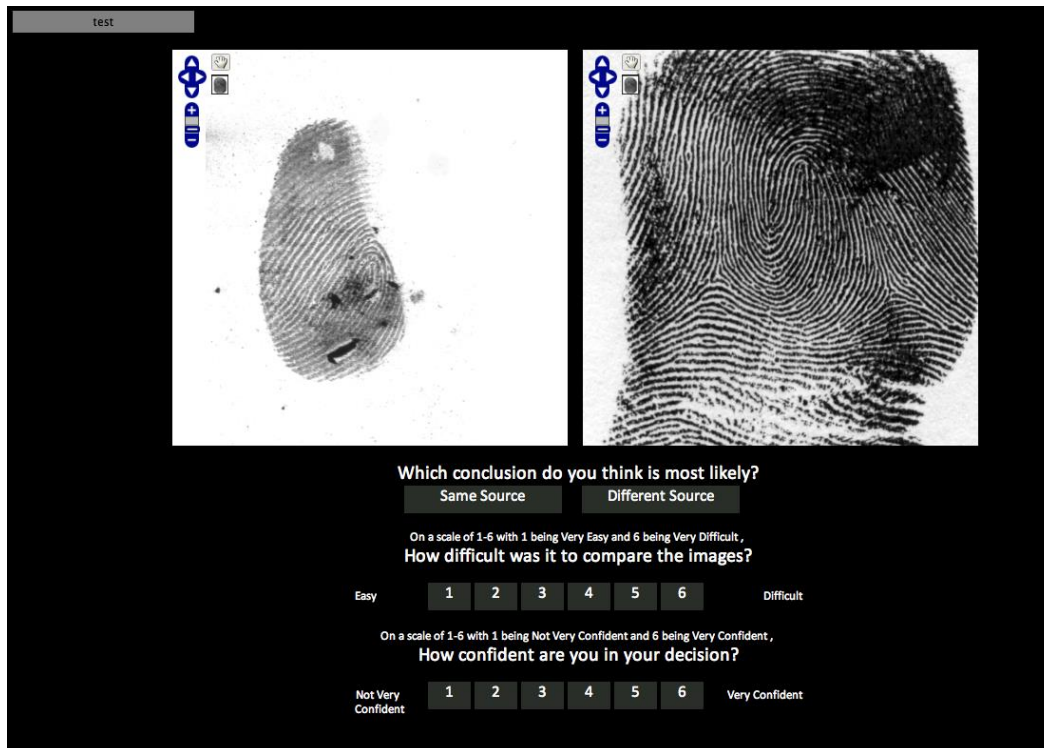 test
Which conclusion do you think is most likely?
Same Source Different Source
On a scale of 1-6 with 1 being Very Easy and 6 being Very Difficult ,
How difficult was it to compare the images?
Easy 1 2 3 4 5 6 Difficult
On a scale of 1-6 with 1 being Not Very Confident and 6 being Very Confident ,
How confident are you in your decision?
Not Very Confident 1 2 3 4 5 6 Very Confident